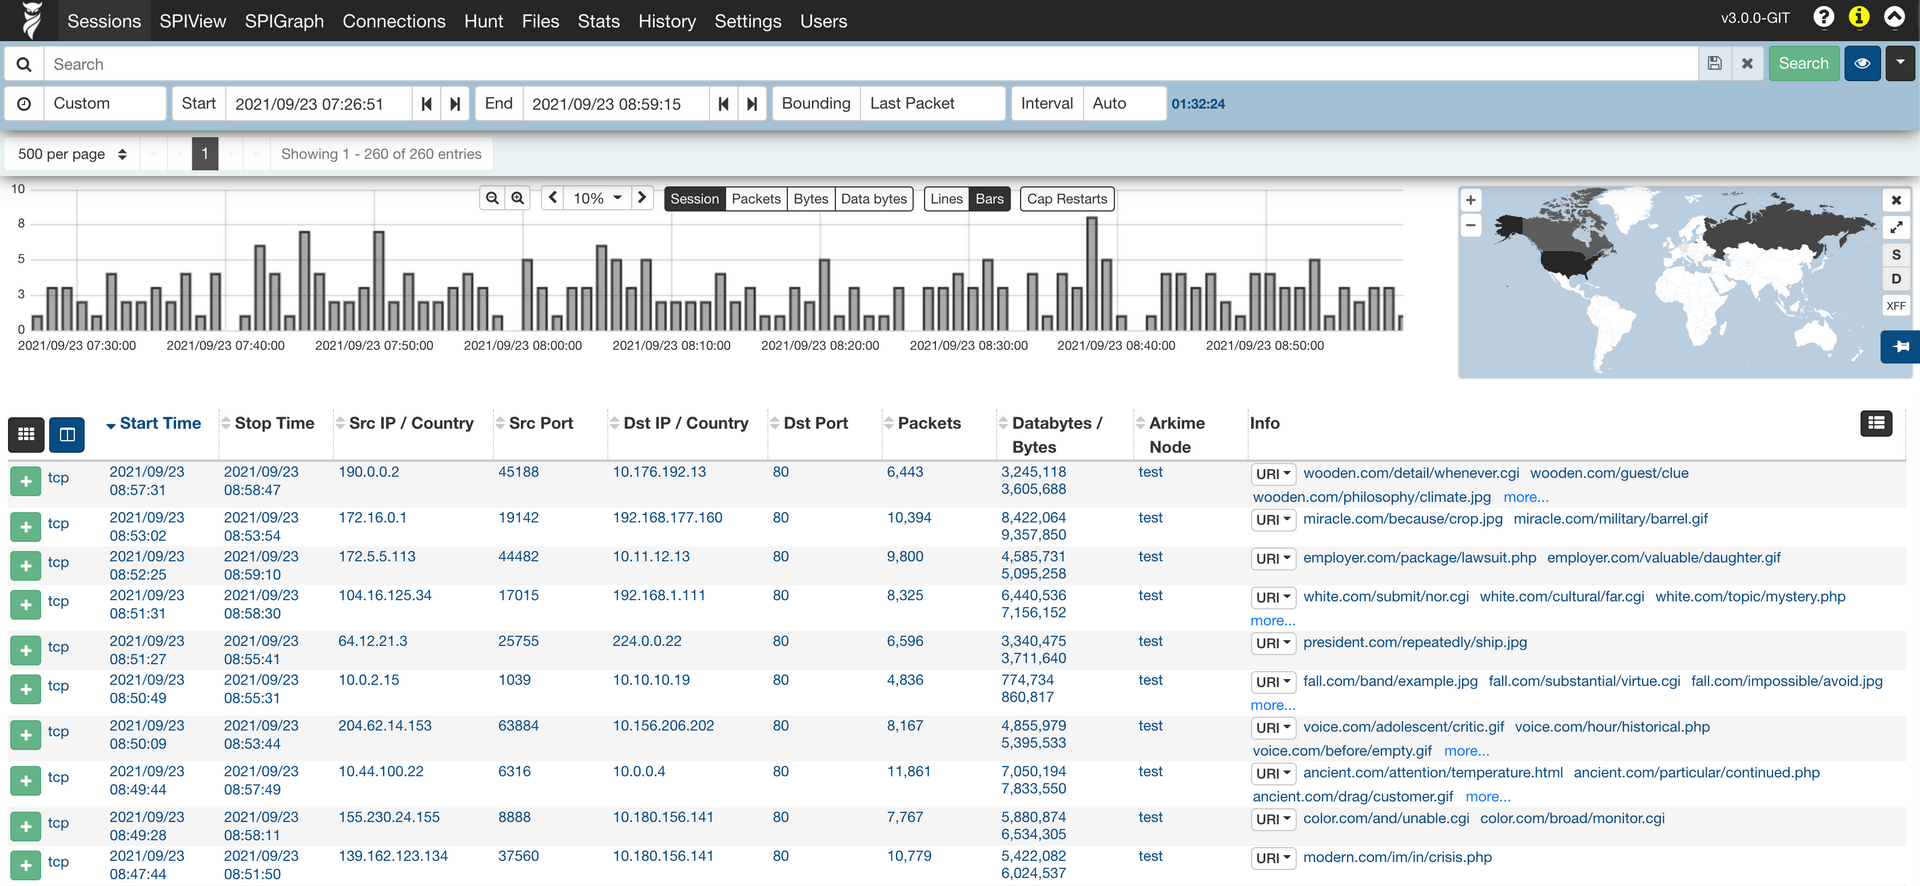 Sessions SPIView SPIGraph Connections Hunt Files Stats History Settings Users v3.0.0-GIT
Search Search
Custom Start 2021/09/23 07:26:51 End 2021/09/23 08:59:15 Bounding Last Packet Interval Auto 01:32:24
500 per page « ‹ 1 › » Showing 1 - 260 of 260 entries
10% Session Packets Bytes Data bytes Lines Bars Cap Restarts
10
8
5
3
0
2021/09/23 07:30:00 2021/09/23 07:40:00 2021/09/23 07:50:00 2021/09/23 08:00:00 2021/09/23 08:10:00 2021/09/23 08:20:00 2021/09/23 08:30:00 2021/09/23 08:40:00 2021/09/23 08:50:00
+
−
S
D
XFF
Start Time Stop Time Src IP / Country Src Port Dst IP / Country Dst Port Packets Databytes / Arkime Info
Bytes Node
tcp 2021/09/23 2021/09/23 190.0.0.2 45188 10.176.192.13 80 6,443 3,245,118 test URI wooden.com/detail/whenever.cgi wooden.com/guest/clue
08:57:31 08:58:47 3,605,688 wooden.com/philosophy/climate.jpg more...
tcp 2021/09/23 2021/09/23 172.16.0.1 19142 192.168.177.160 80 10,394 8,422,064 test URI miracle.com/because/crop.jpg miracle.com/military/barrel.gif
08:53:02 08:53:54 9,357,850
tcp 2021/09/23 2021/09/23 172.5.5.113 44482 10.11.12.13 80 9,800 4,585,731 test URI employer.com/package/lawsuit.php employer.com/valuable/daughter.gif
08:52:25 08:59:10 5,095,258
tcp 2021/09/23 2021/09/23 104.16.125.34 17015 192.168.1.111 80 8,325 6,440,536 test URI white.com/submit/nor.cgi white.com/cultural/far.cgi white.com/topic/mystery.php
08:51:31 08:58:30 7,156,152 more...
tcp 2021/09/23 2021/09/23 64.12.21.3 25755 224.0.0.22 80 6,596 3,340,475 test URI president.com/repeatedly/ship.jpg
08:51:27 08:55:41 3,711,640
tcp 2021/09/23 2021/09/23 10.0.2.15 1039 10.10.10.19 80 4,836 774,734 test URI fall.com/band/example.jpg fall.com/substantial/virtue.cgi fall.com/impossible/avoid.jpg
08:50:49 08:55:31 860,817 more...
tcp 2021/09/23 2021/09/23 204.62.14.153 63884 10.156.206.202 80 8,167 4,855,979 test URI voice.com/adolescent/critic.gif voice.com/hour/historical.php
08:50:09 08:53:44 5,395,533 voice.com/before/empty.gif more...
tcp 2021/09/23 2021/09/23 10.44.100.22 6316 10.0.0.4 80 11,861 7,050,194 test URI ancient.com/attention/temperature.html ancient.com/particular/continued.php
08:49:44 08:57:49 7,833,550 ancient.com/drag/customer.gif more...
tcp 2021/09/23 2021/09/23 155.230.24.155 8888 10.180.156.141 80 7,767 5,880,874 test URI color.com/and/unable.cgi color.com/broad/monitor.cgi
08:49:28 08:58:11 6,534,305
tcp 2021/09/23 2021/09/23 139.162.123.134 37560 10.180.156.141 80 10,779 5,422,082 test URI modern.com/im/in/crisis.php
08:47:44 08:51:50 6,024,537